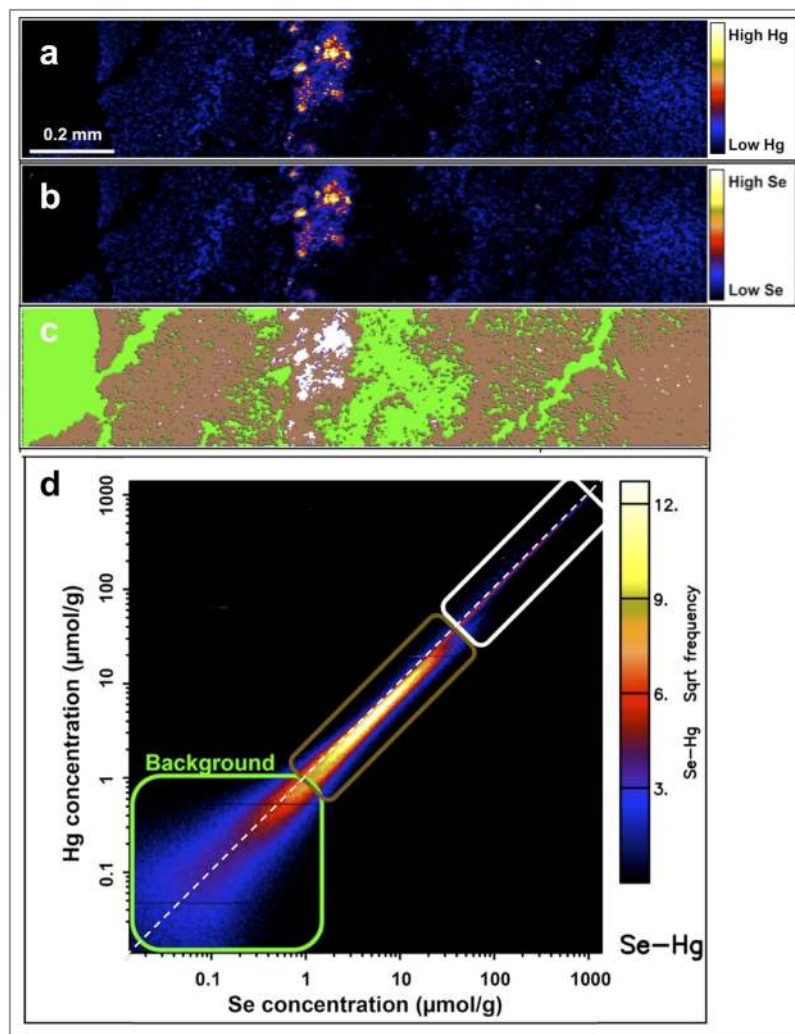 a
High Hg
0.2 mm
Low Hg
b
High Se
Low Se
c
d
1000
100
10
1
0.1
Hg concentration (µmol/g)
Background
0.1 1 10 100 1000
Se concentration (µmol/g)
12.
9.
6.
3.
Se-Hg Sqrt frequency
Se-Hg